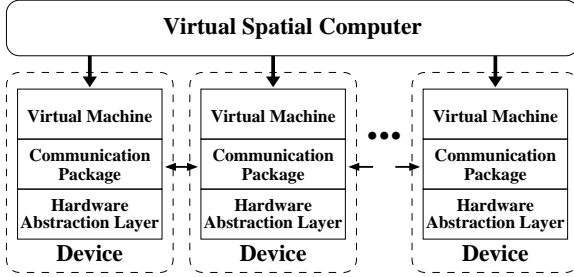 Virtual Spatial Computer
Virtual Machine
Communication
Package
Hardware
Abstraction Layer
Device
Virtual Machine
Communication
Package
Hardware
Abstraction Layer
Device
Virtual Machine
Communication
Package
Hardware
Abstraction Layer
Device